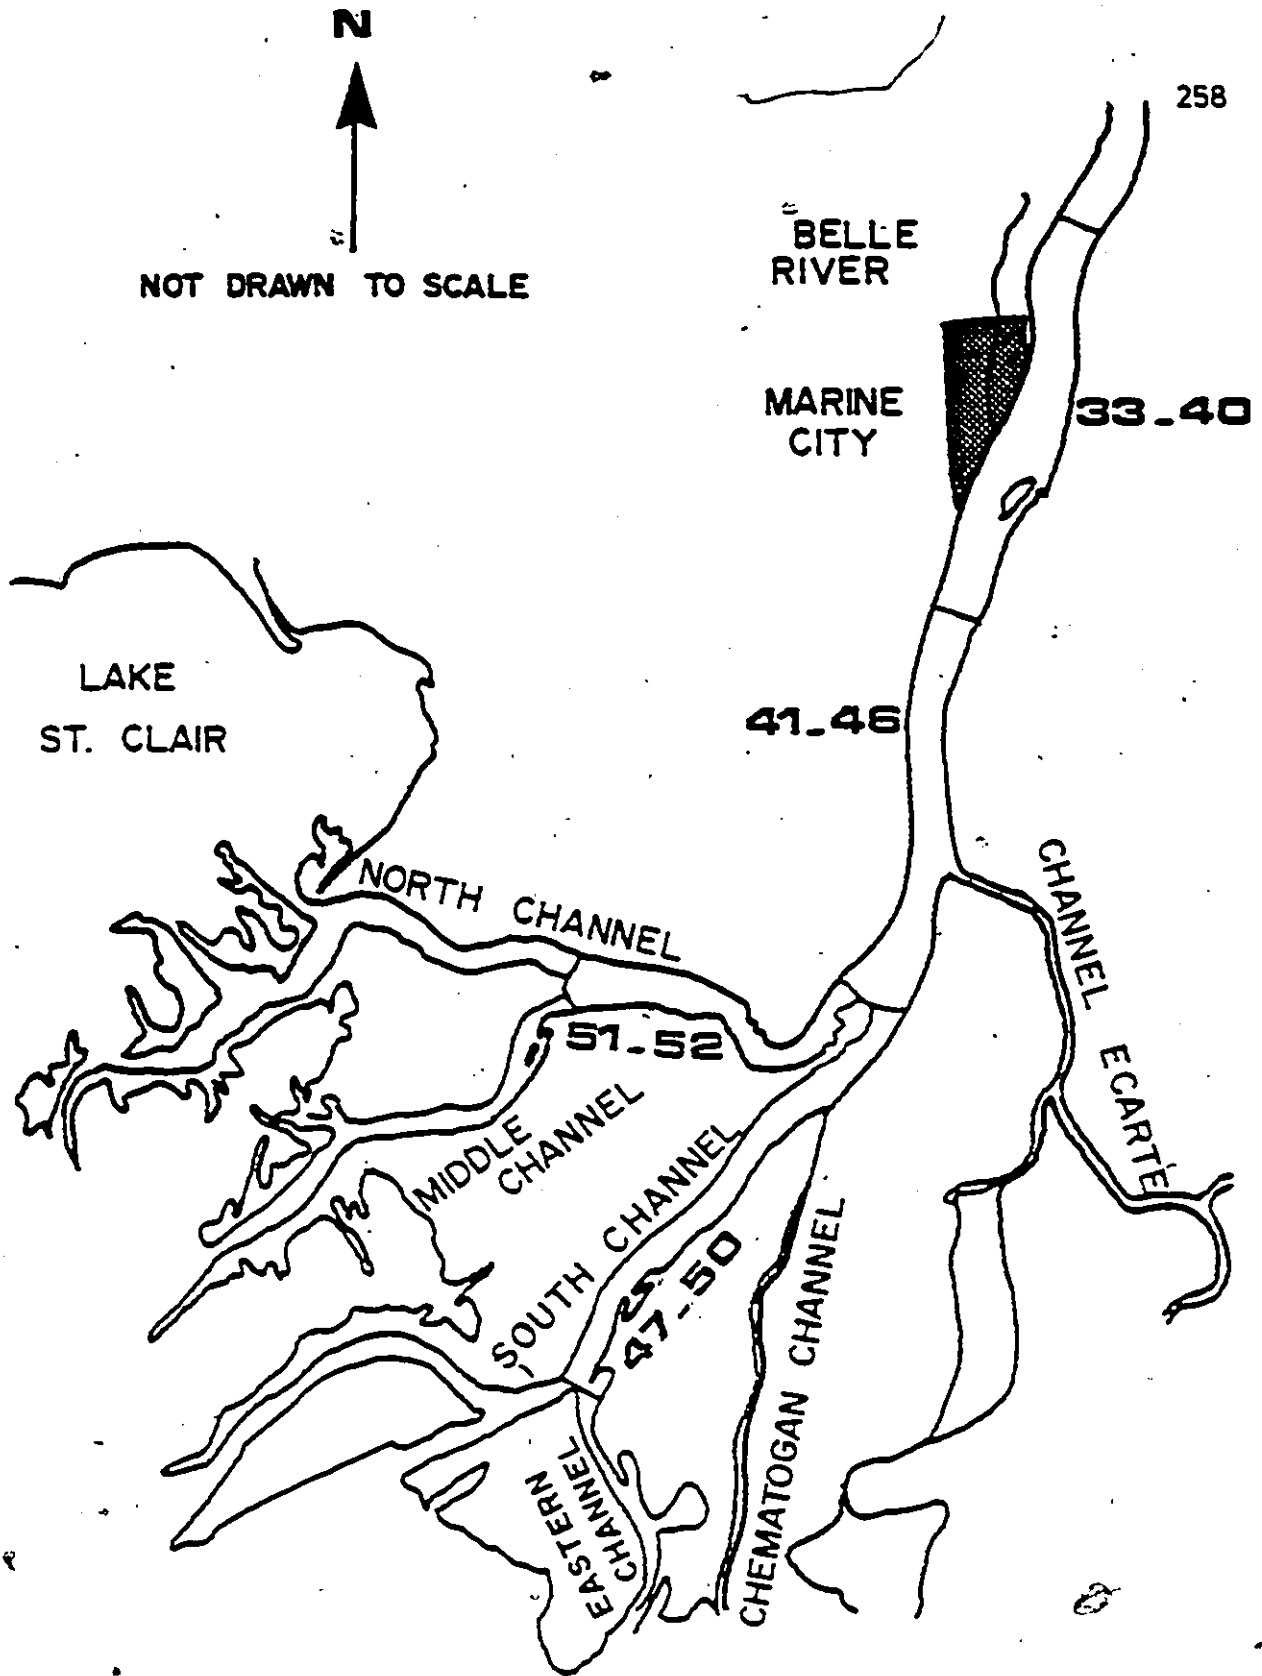 N
258
NOT DRAWN TO SCALE
BELLE
RIVER
MARINE
CITY
33-40
LAKE
ST. CLAIR
41-46
NORTH CHANNEL
CHANNEL ECARTE
51-52
MIDDLE
CHANNEL
SOUTH CHANNEL
47-50
CHEMATOGAN CHANNEL
EASTERN
CHANNEL